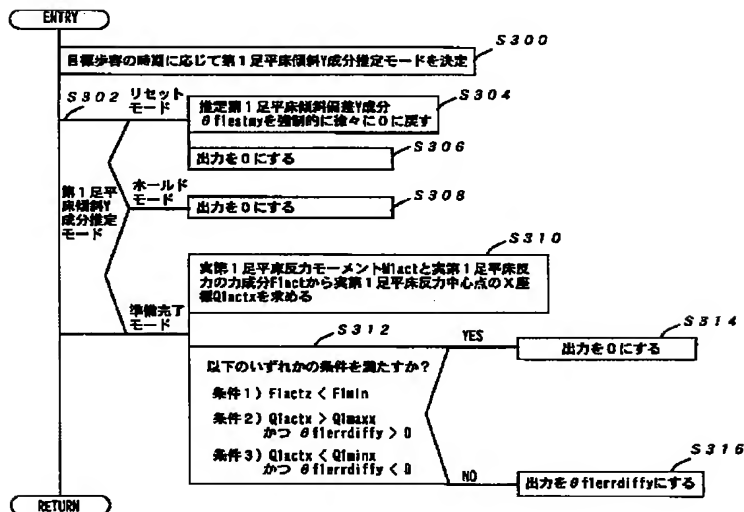 ENTRY
S300
目標歩容の時期に応じて第1足平床傾斜Y成分推定モードを決定
S302
リセット
モード
S304
推定第1足平床傾斜偏差Y成分
θf1estmyを強制的に徐々に0に戻す
S306
出力を0にする
第1足平
床傾斜Y
成分推定
モード
ホールド
モード
S308
出力を0にする
S310
実第1足平床反力モーメントM1actと実第1足平床反
力の力成分F1actから実第1足平床反力中心点のX座
標Q1actxを求める
準備完了
モード
S312
以下のいずれかの条件を満たすか?
条件1) F1actz < F1min
条件2) Q1actx > Q1maxx
かつ θf1errdiffy > 0
条件3) Q1actx < Q1minx
かつ θf1errdiffy < 0
YES
S314
出力を0にする
NO
S316
出力をθf1errdiffyにする
RETURN